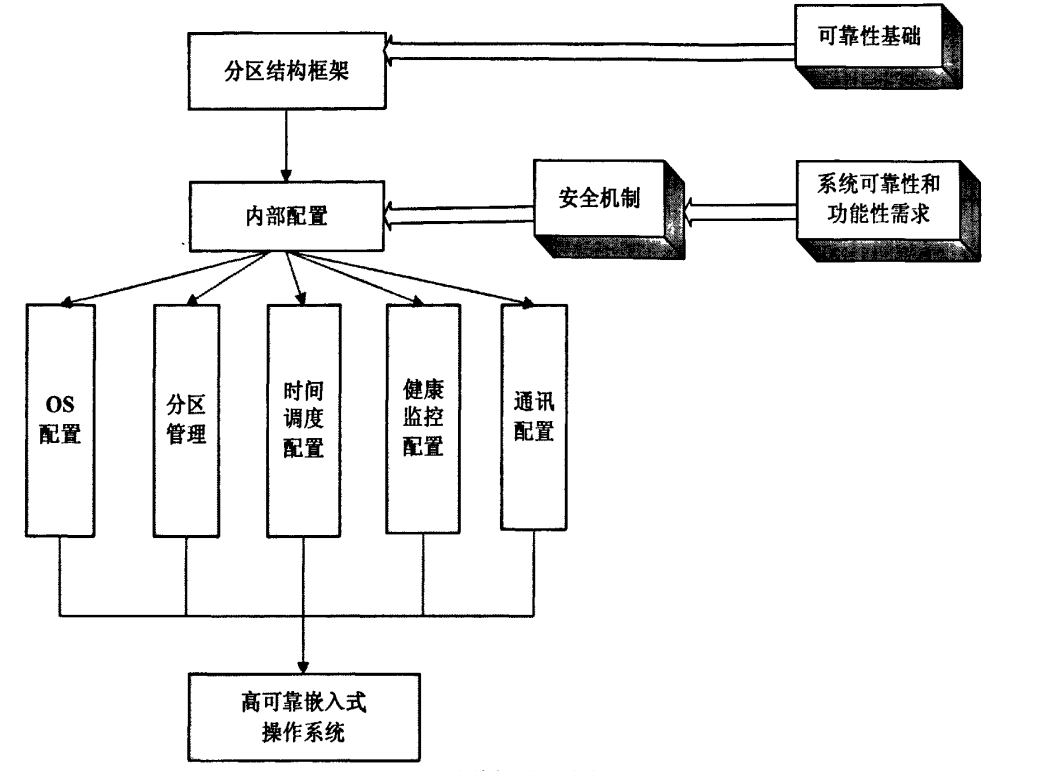 可靠性基础
分区结构框架
内部配置
安全机制
系统可靠性和
功能性需求
OS
配置
分区
管理
时间
调度
配置
健康
监控
配置
通讯
配置
高可靠嵌入式
操作系统